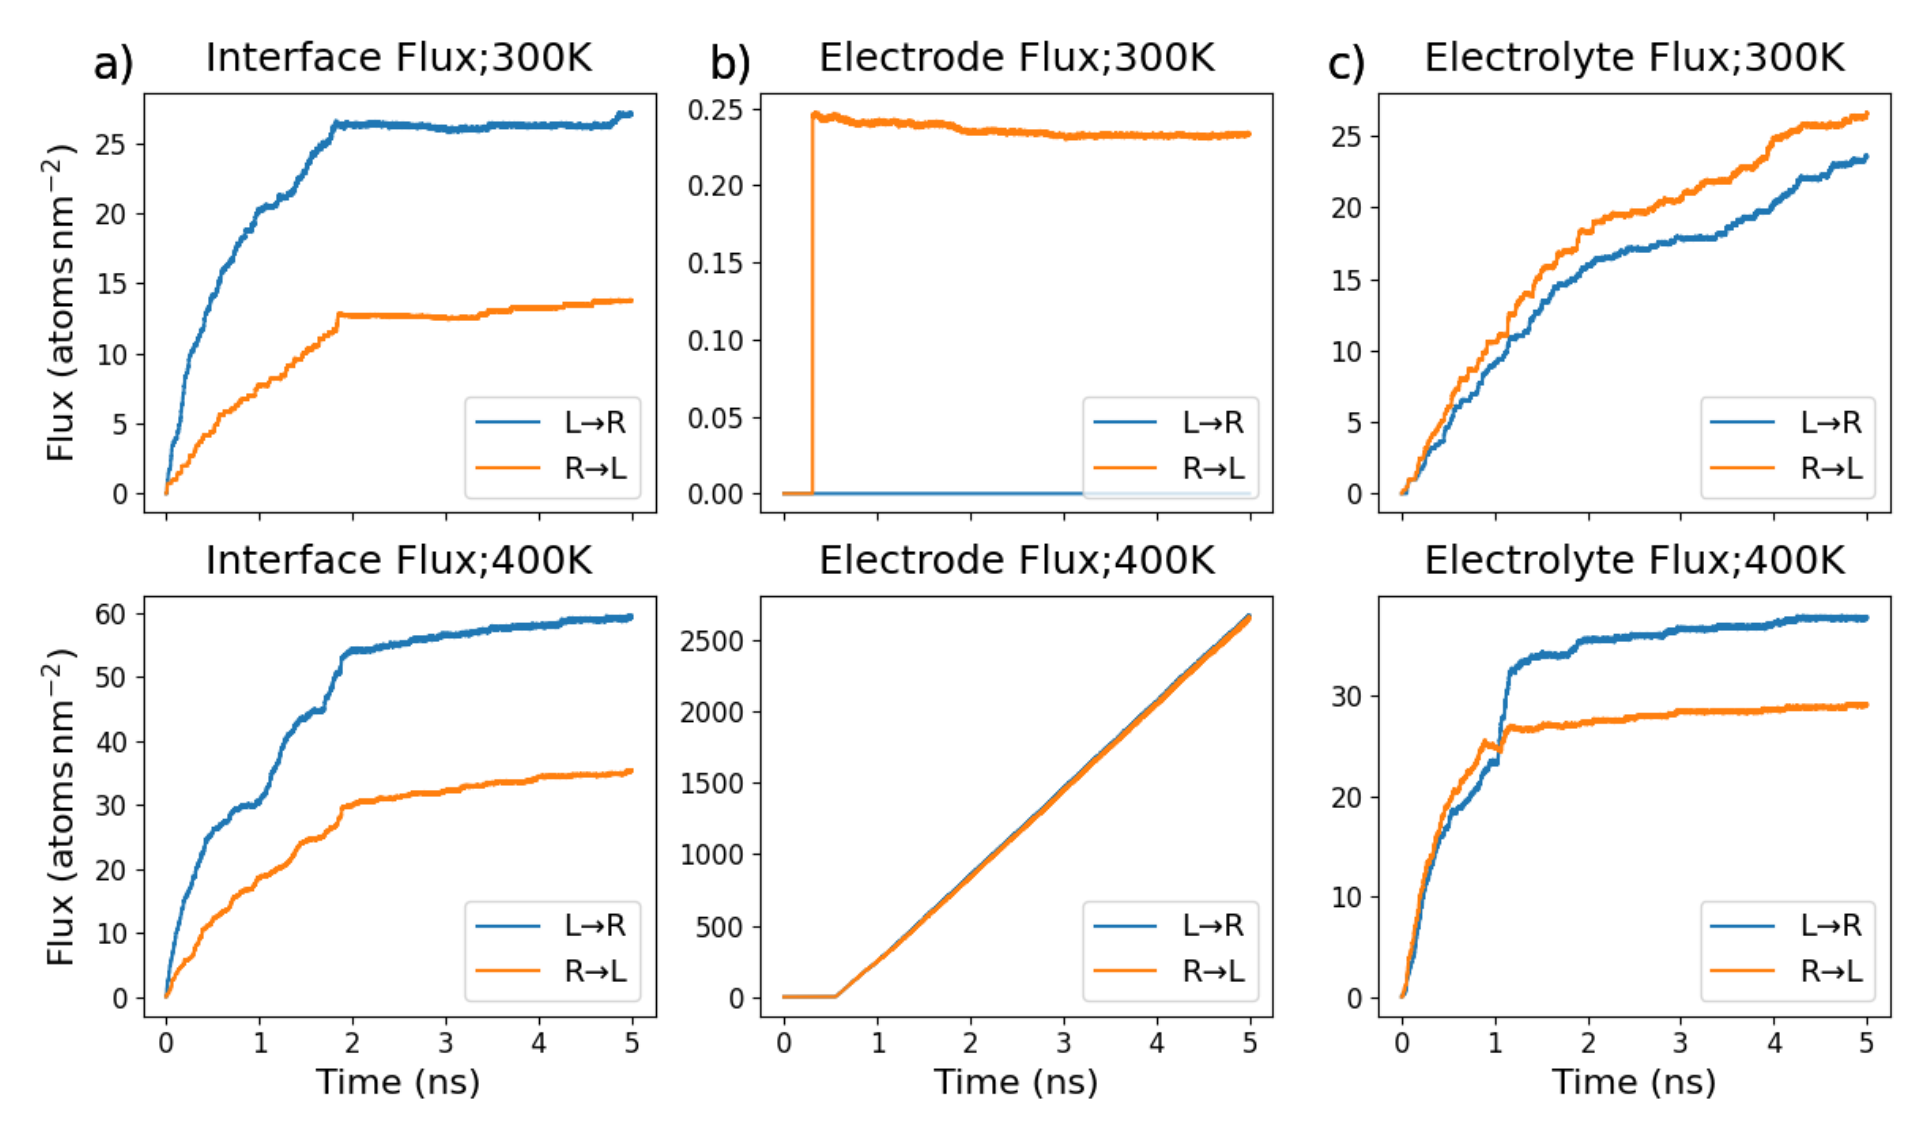 a) Interface Flux;300K
Flux (atoms nm⁻²)
25
20
15
10
5
0
L→R
R→L
b) Electrode Flux;300K
0.25
0.20
0.15
0.10
0.05
0.00
L→R
R→L
c) Electrolyte Flux;300K
25
20
15
10
5
0
L→R
R→L
Interface Flux;400K
Flux (atoms nm⁻²)
60
50
40
30
20
10
0
L→R
R→L
0 1 2 3 4 5
Time (ns)
Electrode Flux;400K
2500
2000
1500
1000
500
0
L→R
R→L
0 1 2 3 4 5
Time (ns)
Electrolyte Flux;400K
30
20
10
0
L→R
R→L
0 1 2 3 4 5
Time (ns)